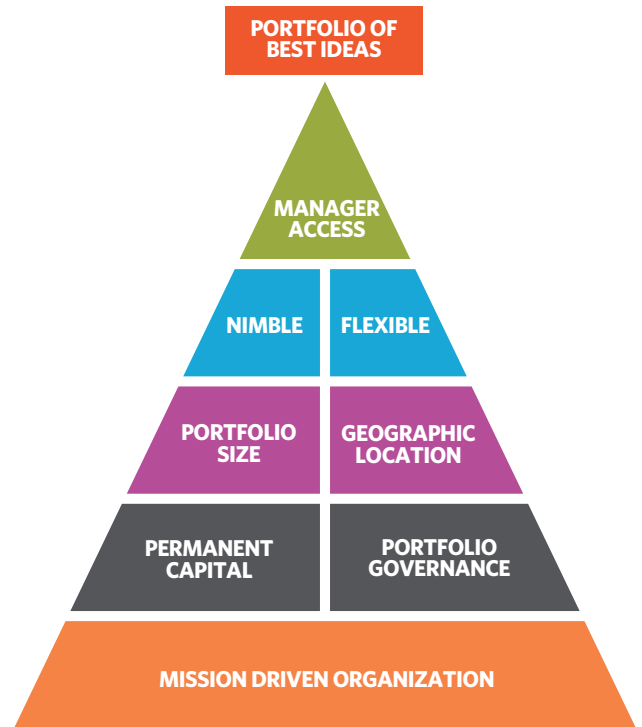 PORTFOLIO OF
BEST IDEAS
MANAGER
ACCESS
NIMBLE
FLEXIBLE
PORTFOLIO
SIZE
GEOGRAPHIC
LOCATION
PERMANENT
CAPITAL
PORTFOLIO
GOVERNANCE
MISSION DRIVEN ORGANIZATION